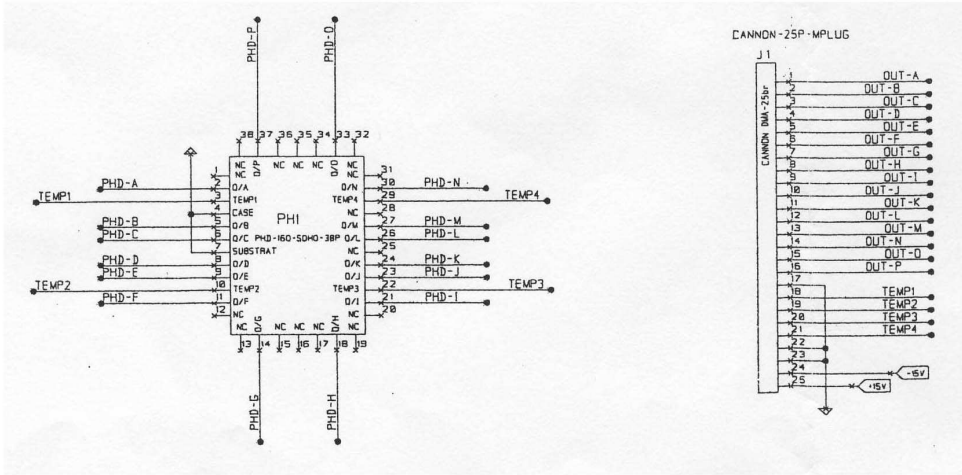 CANNON-25P-MPLUG
J1
CANNON DMA-25br
1 OUT-A
2 OUT-B
3 OUT-C
4 OUT-D
5 OUT-E
6 OUT-F
7 OUT-G
8 OUT-H
9 OUT-I
10 OUT-J
11 OUT-K
12 OUT-L
13 OUT-M
14 OUT-N
15 OUT-O
16 OUT-P
17
18 TEMP1
19 TEMP2
20 TEMP3
21 TEMP4
22
23
24 -15V
25 +15V
PHD-P
PHD-O
38 37 36 35 34 33 32
NC O/P NC NC NC O/O NC
1 NC
PHD-A 2 O/A
TEMP1 3 TEMP1
4 CASE
PHD-B 5 O/B
PHD-C 6 O/C
7 SUBSTRAT
PHD-D 8 O/D
PHD-E 9 O/E
TEMP2 10 TEMP2
PHD-F 11 O/F
12 NC
PH1
PHD-160-SOHO-38P
NC 31
O/N 30 PHD-N
TEMP4 29 TEMP4
NC 28
O/M 27 PHD-M
O/L 26 PHD-L
NC 25
O/K 24 PHD-K
O/J 23 PHD-J
TEMP3 22 TEMP3
O/I 21 PHD-I
NC 20
NC O/G NC NC NC O/H NC
13 14 15 16 17 18 19
PHD-G
PHD-H